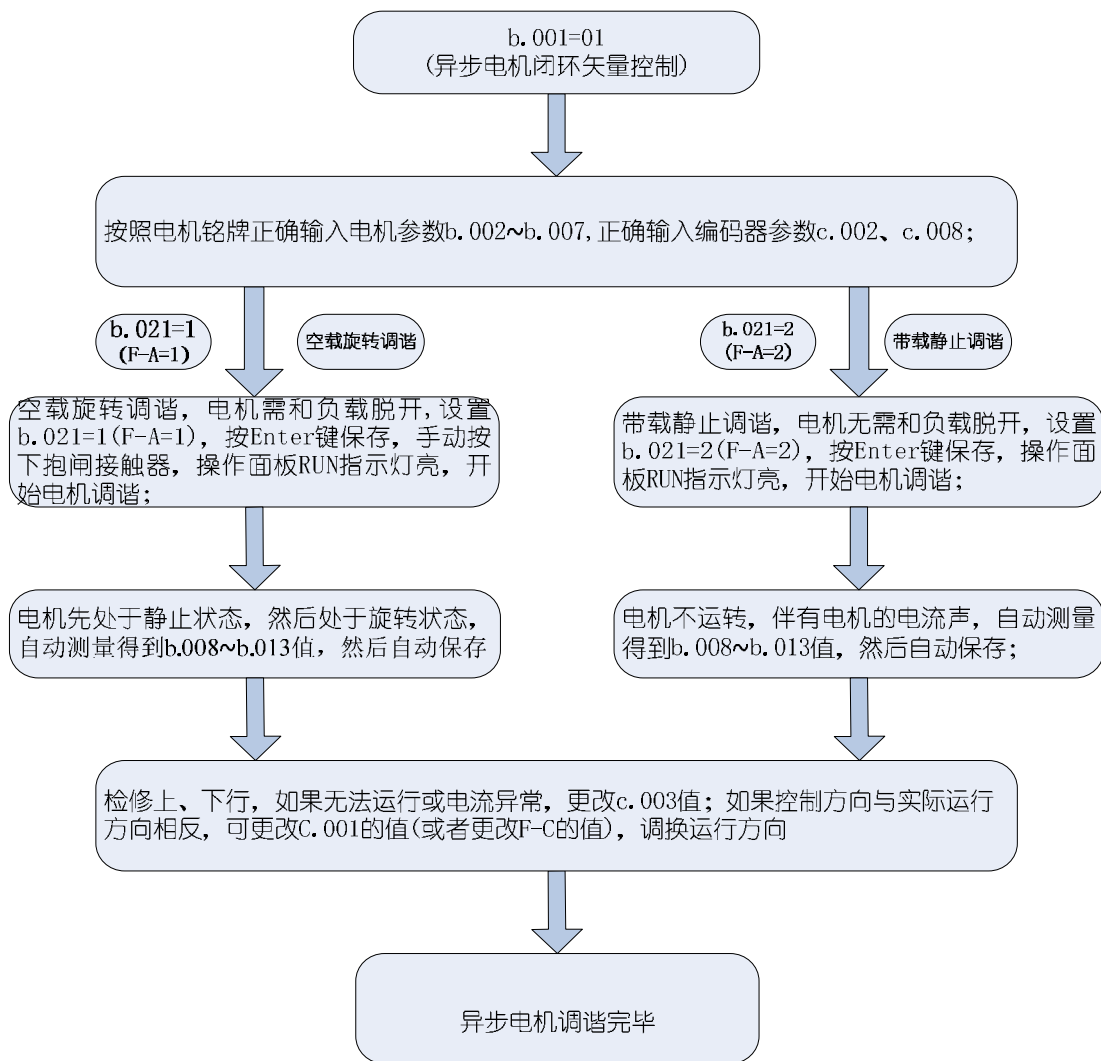 b.001=01
(异步电机闭环矢量控制)
按照电机铭牌正确输入电机参数b.002~b.007,正确输入编码器参数c.002、c.008;
b.021=1
(F-A=1)
空载旋转调谐
b.021=2
(F-A=2)
带载静止调谐
空载旋转调谐，电机需和负载脱开,设置
b.021=1(F-A=1)，按Enter键保存，手动按
下抱闸接触器，操作面板RUN指示灯亮，开
始电机调谐;
带载静止调谐，电机无需和负载脱开，设置
b.021=2(F-A=2)，按Enter键保存，操作面
板RUN指示灯亮，开始电机调谐;
电机先处于静止状态，然后处于旋转状态，
自动测量得到b.008~b.013值，然后自动保存
电机不运转，伴有电机的电流声，自动测量
得到b.008~b.013值，然后自动保存;
检修上、下行，如果无法运行或电流异常，更改c.003值；如果控制方向与实际运行
方向相反，可更改C.001的值(或者更改F-C的值)，调换运行方向
异步电机调谐完毕